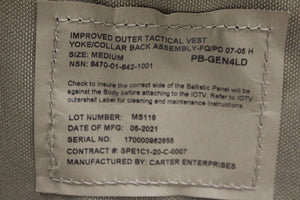 IMPROVED OUTER TACTICAL VEST
YOKE/COLLAR BACK ASSEMBLY-FQ/PD 07-05 H
SIZE: MEDIUM PB-GEN4LD
NSN: 8470-01-642-1001
Check to insure the correct side of the Ballistic Panel will be
against the Body before attaching to IOTV. Refer to IOTV
outershell Label for cleaning and maintenance instructions.
LOT NUMBER: MS119
DATE OF MFG: 05-2021
SERIAL NO: 170000962655
CONTRACT #: SPE1C1-20-C-0007
MANUFACTURED BY: CARTER ENTERPRISES